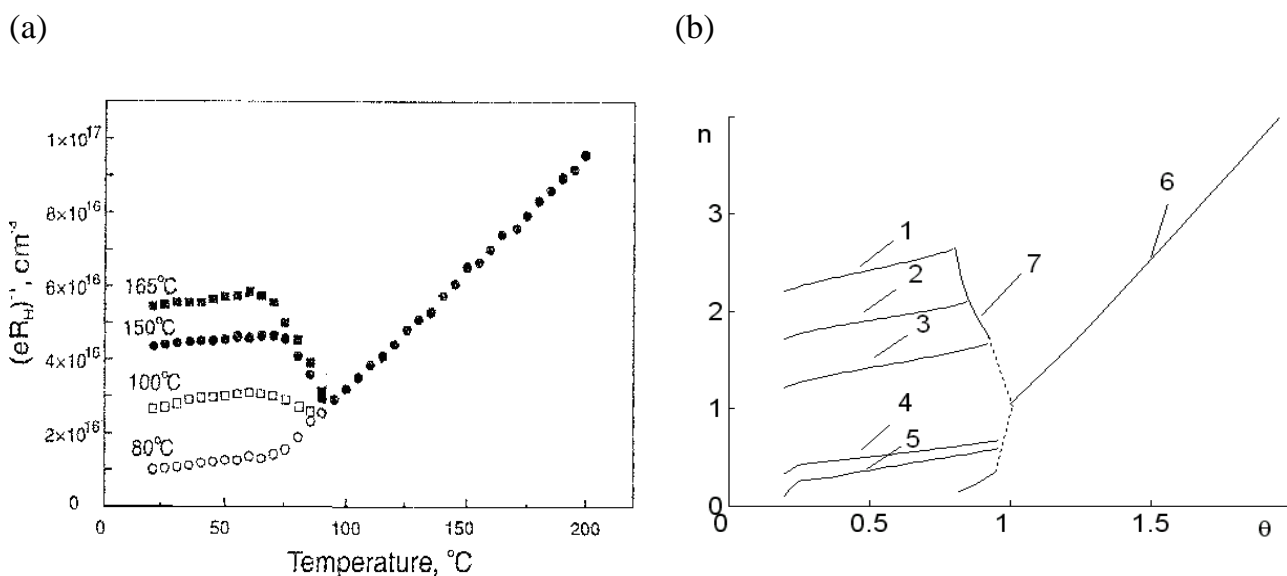 (a)
(b)
(eR_H)⁻¹, cm⁻³
1×10¹⁷
8×10¹⁶
6×10¹⁶
4×10¹⁶
2×10¹⁶
0
165°C
150°C
100°C
80°C
0
50
100
150
200
Temperature, °C
n
3
2
1
0
1
2
3
4
5
6
7
0
0.5
1
1.5
θ